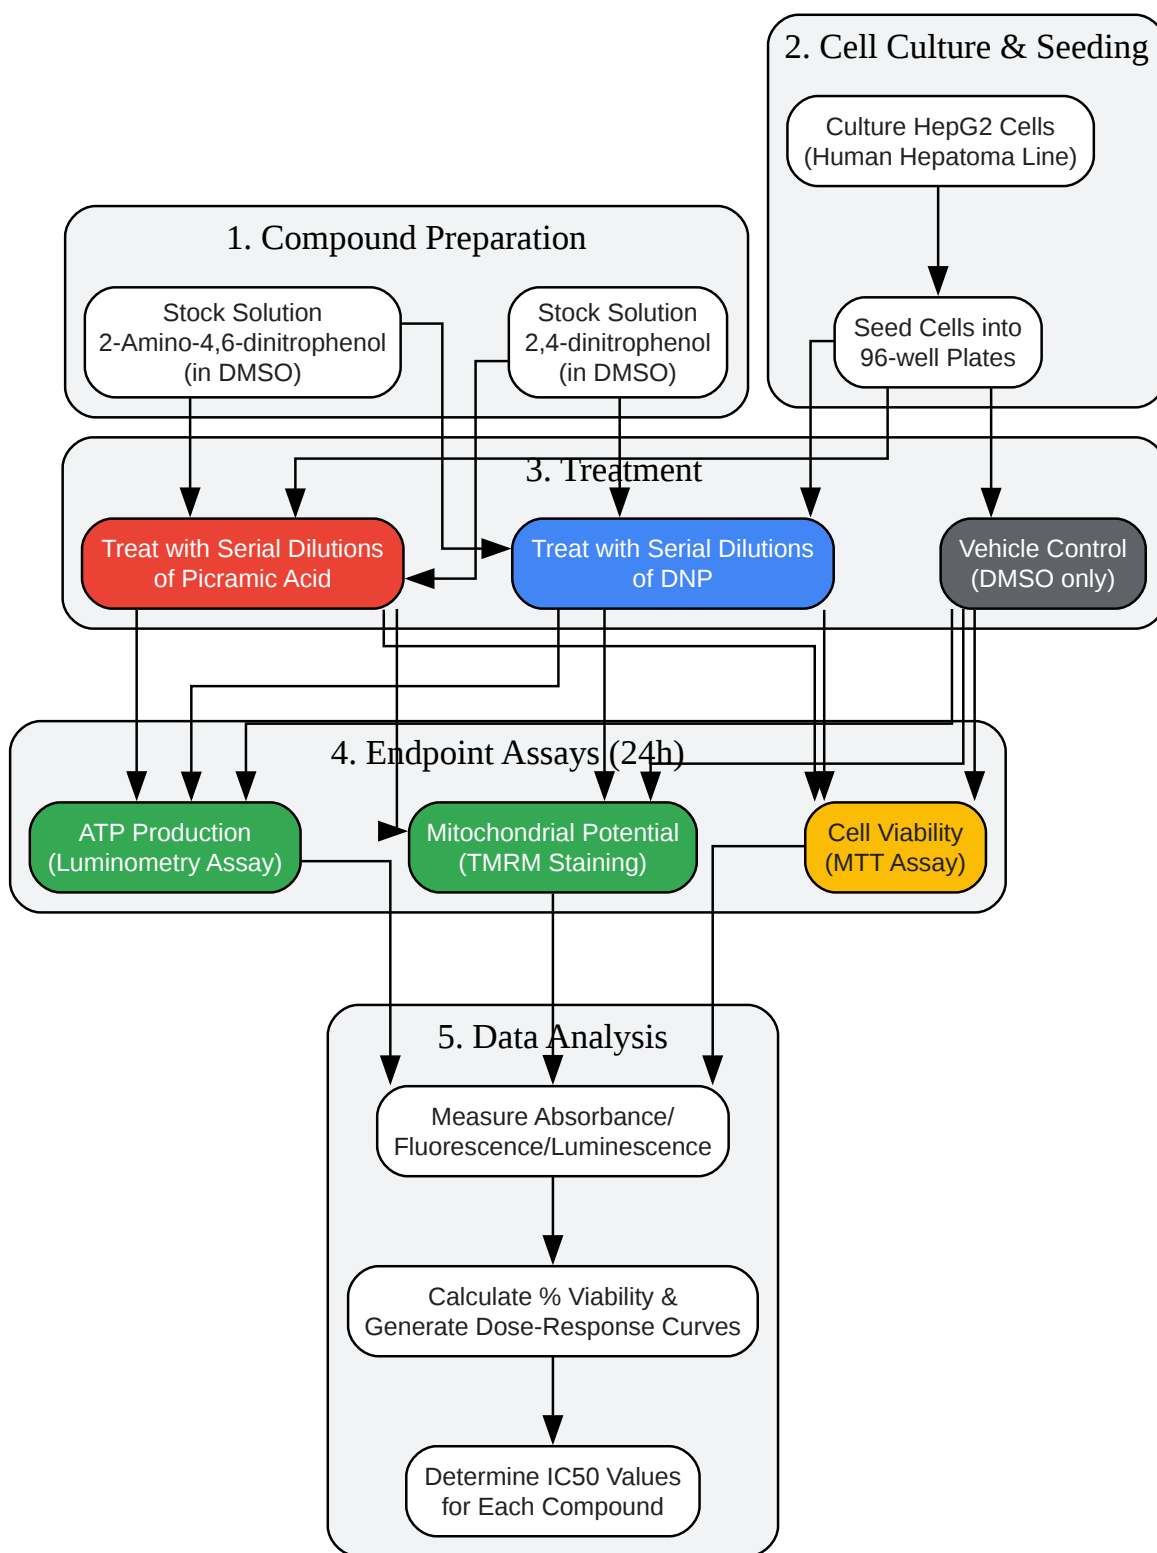 2. Cell Culture & Seeding
Culture HepG2 Cells
(Human Hepatoma Line)
1. Compound Preparation
Stock Solution
2-Amino-4,6-dinitrophenol
(in DMSO)
Stock Solution
2,4-dinitrophenol
(in DMSO)
Seed Cells into
96-well Plates
3. Treatment
Treat with Serial Dilutions
of Picramic Acid
Treat with Serial Dilutions
of DNP
Vehicle Control
(DMSO only)
4. Endpoint Assays (24h)
ATP Production
(Luminometry Assay)
Mitochondrial Potential
(TMRM Staining)
Cell Viability
(MTT Assay)
5. Data Analysis
Measure Absorbance/
Fluorescence/Luminescence
Calculate % Viability &
Generate Dose-Response Curves
Determine IC50 Values
for Each Compound